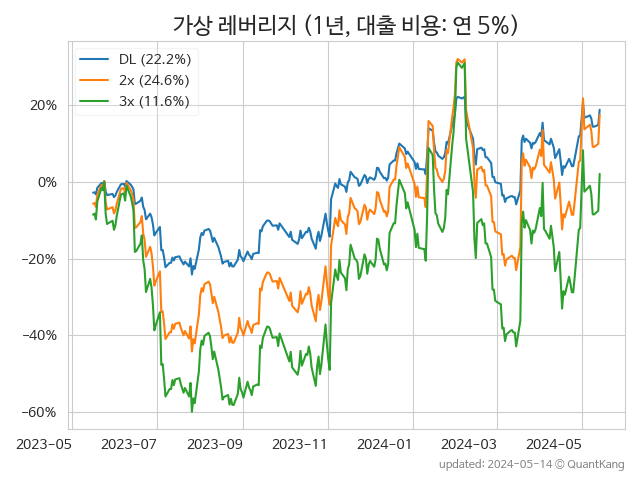 가상 레버리지 (1년, 대출 비용: 연 5%)
DL (22.2%)
2x (24.6%)
3x (11.6%)
20%
0%
−20%
−40%
−60%
2023-05 2023-07 2023-09 2023-11 2024-01 2024-03 2024-05
updated: 2024-05-14 © QuantKang